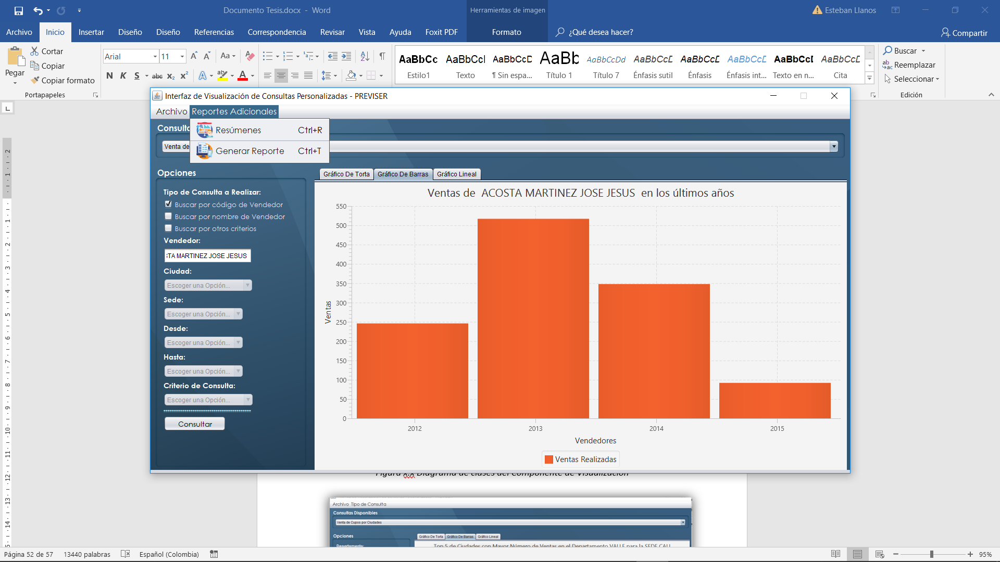 Documento Tesis.docx - Word
Herramientas de imagen
Esteban Llanos
Archivo Inicio Insertar Diseño Diseño Referencias Correspondencia Revisar Vista Ayuda Foxit PDF Formato ¿Qué desea hacer? Compartir
Pegar
Cortar
Copiar
Copiar formato
Portapapeles
Arial 11 Aa
N K S abc x₂ x² A aby A
AaBbCc AaBbCcI AaBbCcD AaBb AaBbCcDd AaBbCcD AaBbCcD AaBbCcD AaBbCcI AaBbCcD
Estilo1 Texto ¶ Sin espa... Título 1 Título 7 Énfasis sutil Énfasis Énfasis int... Texto en n... Cita
Buscar
Reemplazar
Seleccionar
Edición
Interfaz de Visualización de Consultas Personalizadas - PREVISER
Archivo Reportes Adicionales
Resúmenes Ctrl+R
Generar Reporte Ctrl+T
Consulta
Venta de
Opciones
Tipo de Consulta a Realizar:
Buscar por código de Vendedor
Buscar por nombre de Vendedor
Buscar por otros criterios
Vendedor:
STA MARTINEZ JOSE JESUS
Ciudad:
Escoger una Opción...
Sede:
Escoger una Opción...
Desde:
Escoger una Opción...
Hasta:
Escoger una Opción...
Criterio de Consulta:
Escoger una Opción...
Consultar
Gráfico De Torta Gráfico De Barras Gráfico Lineal
Ventas de ACOSTA MARTINEZ JOSE JESUS en los últimos años
Ventas
550
500
450
400
350
300
250
200
150
100
50
0
2012 2013 2014 2015
Vendedores
Ventas Realizadas
Figura x.x Diagrama de clases del Componente de Visualización
Archivo Tipo de Consulta
Consultas Disponibles
Venta de Cupos por Ciudades
Opciones
Gráfico De Torta Gráfico De Barras Gráfico Lineal
Departamento:
Top 5 de Ciudades con Mayor Número de Ventas en el Departamento VALLE para la SEDE CALI
Página 52 de 57 13440 palabras Español (Colombia) 95%